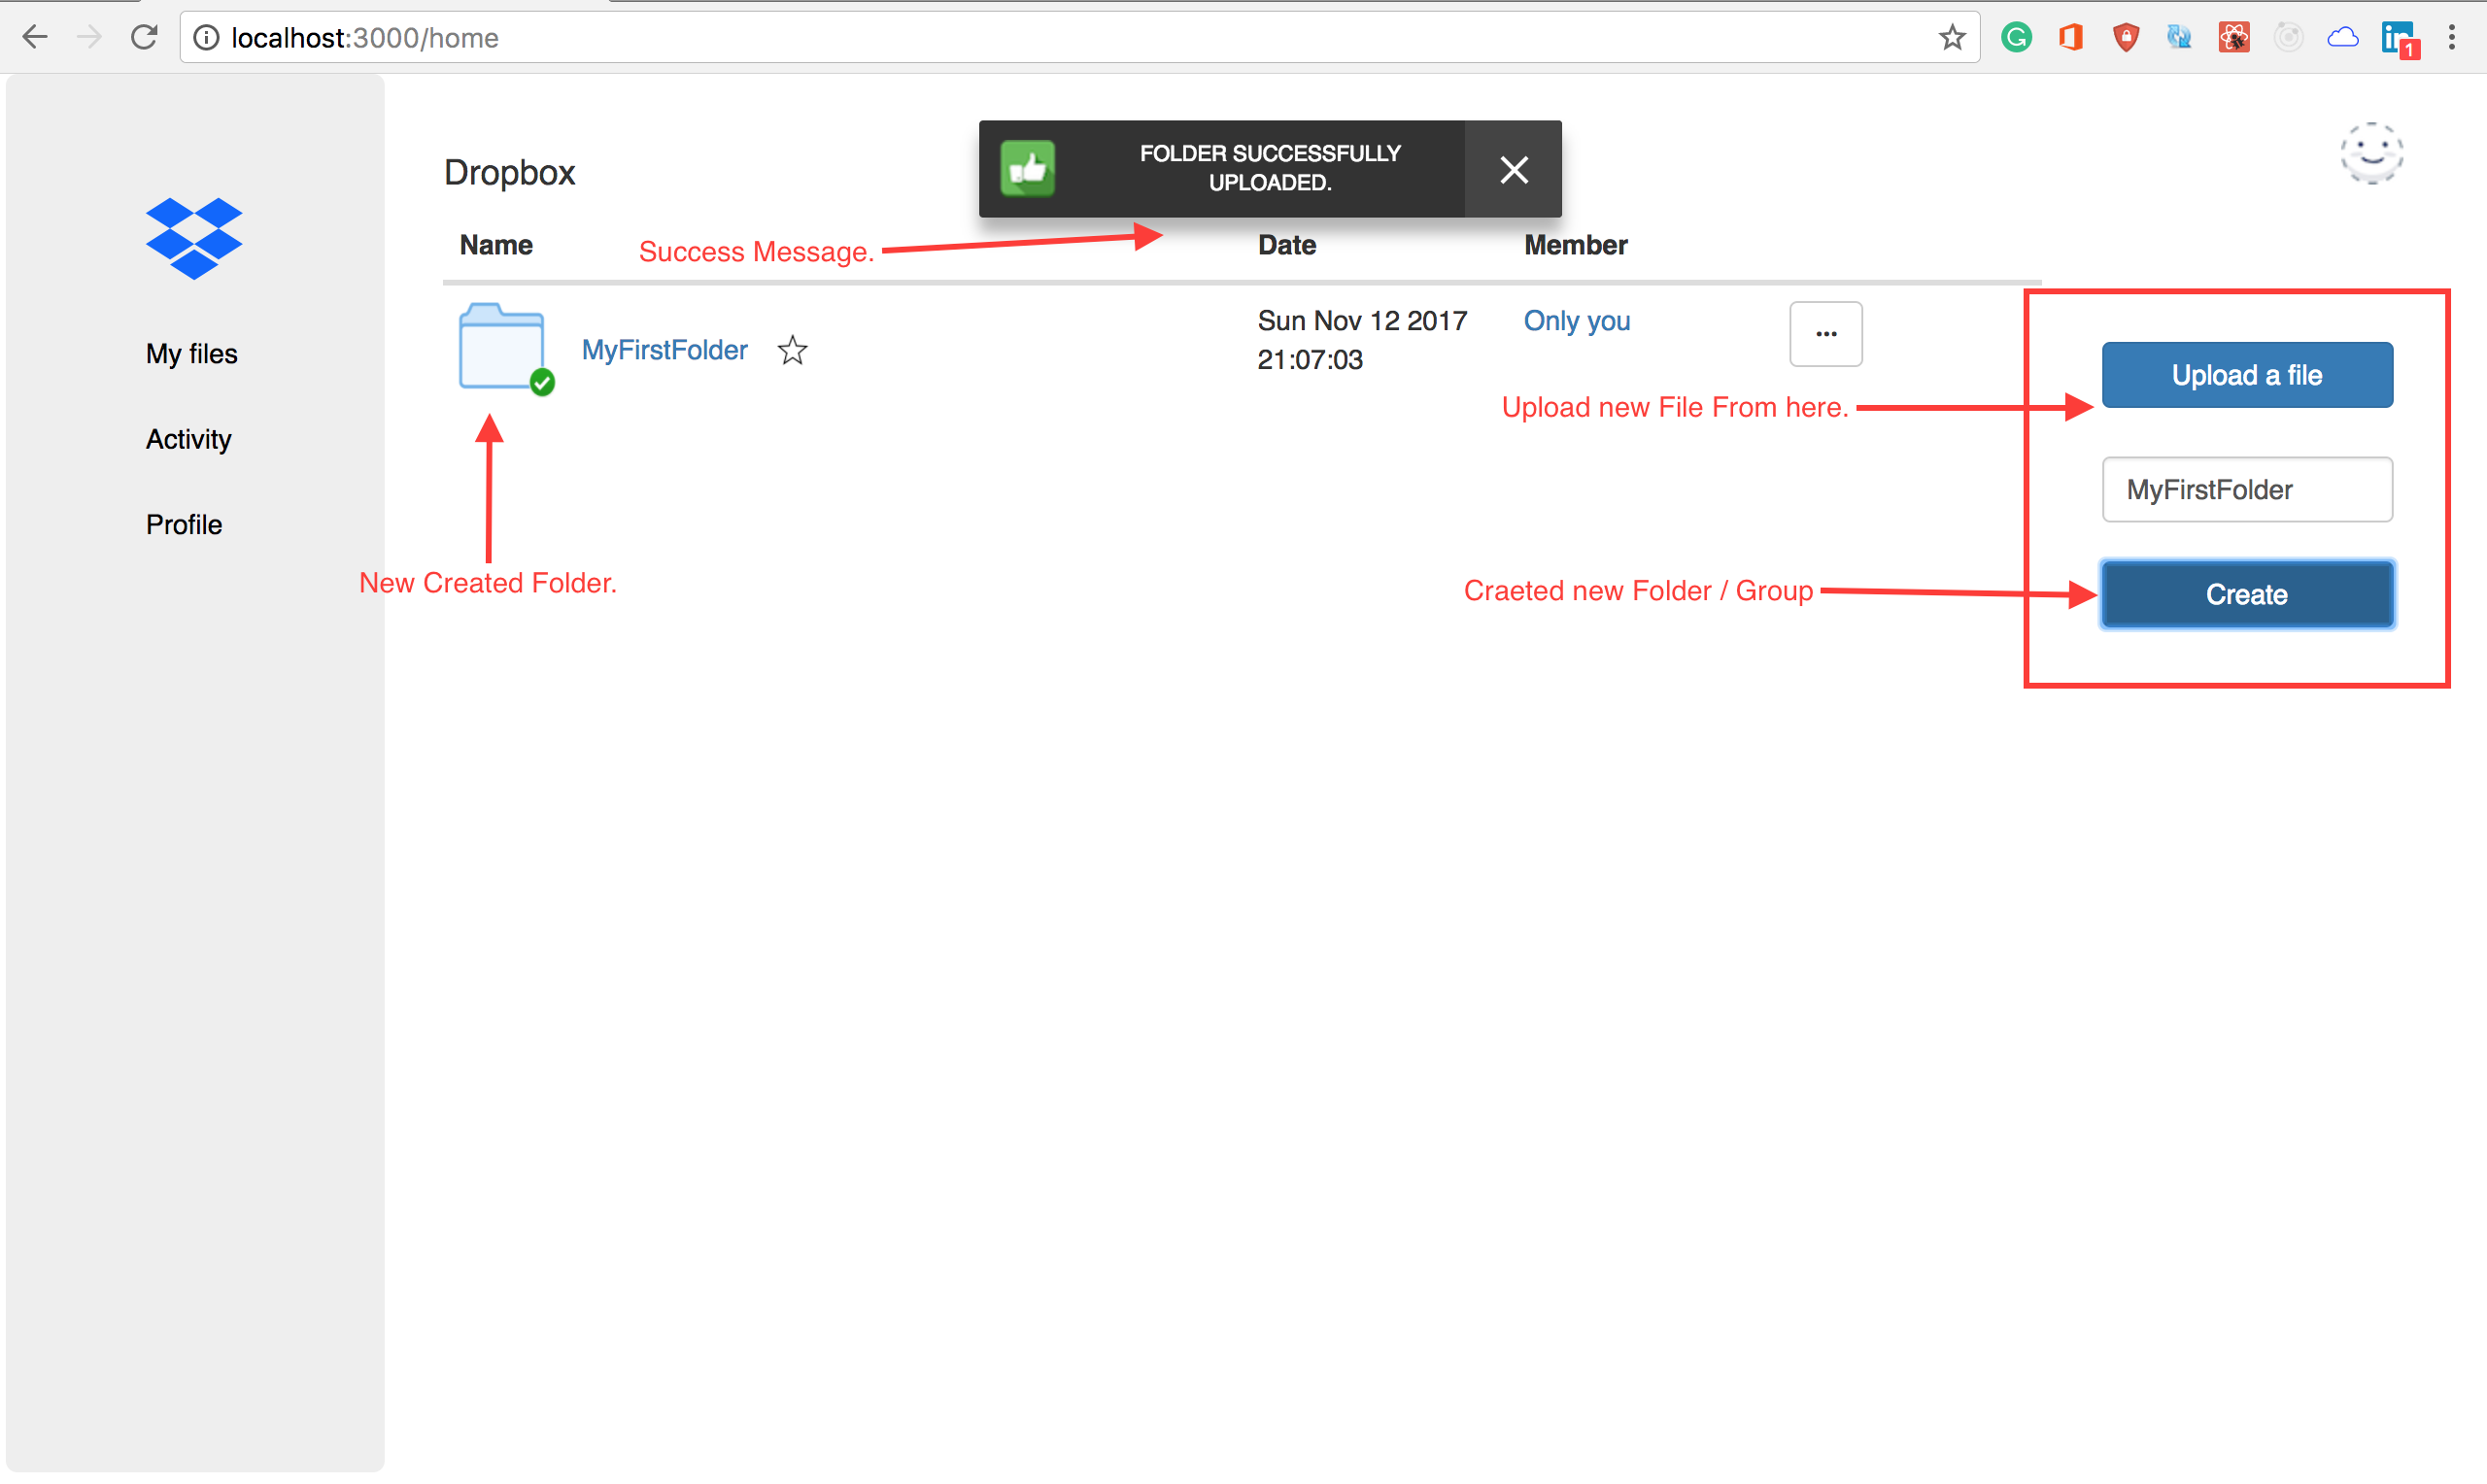 localhost:3000/home
1
Dropbox
FOLDER SUCCESSFULLY
UPLOADED.
Name
Success Message.
Date
Member
MyFirstFolder
Sun Nov 12 2017
21:07:03
Only you
...
My files
Activity
Profile
Upload a file
Upload new File From here.
MyFirstFolder
New Created Folder.
Craeted new Folder / Group
Create